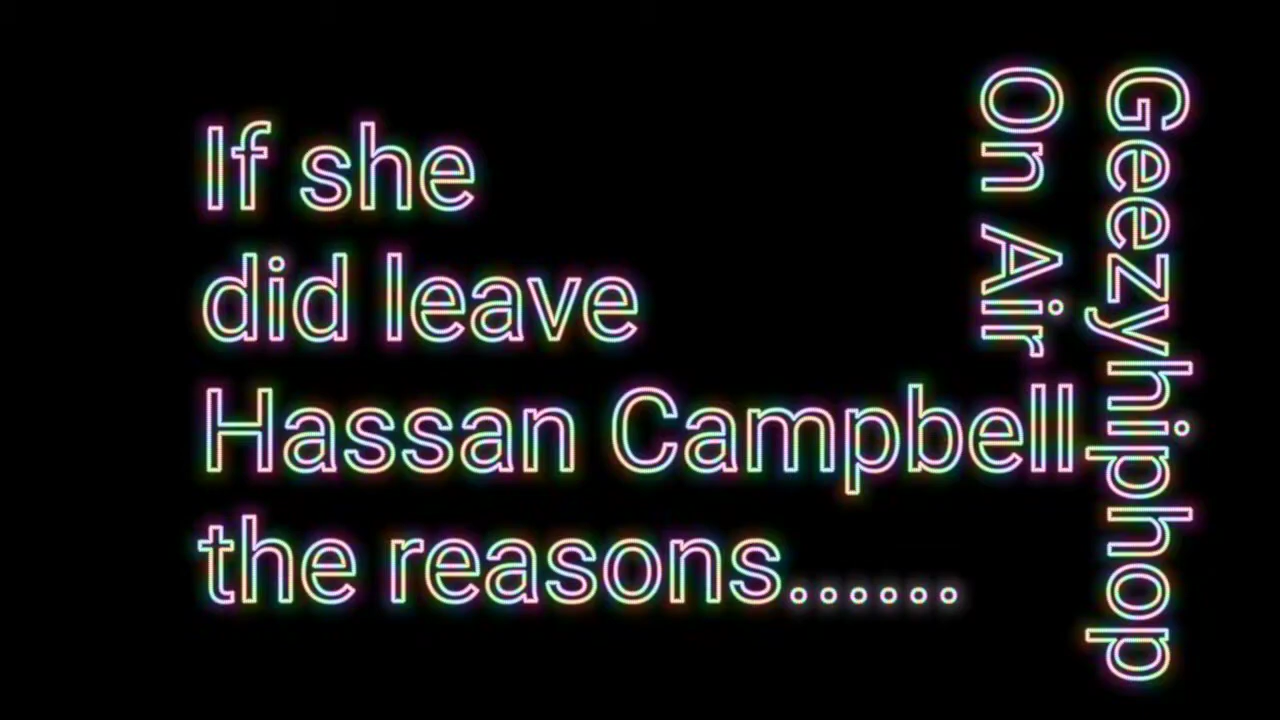 If she
did leave
Hassan Campbell
the reasons......
Geezyhiphop
On Air